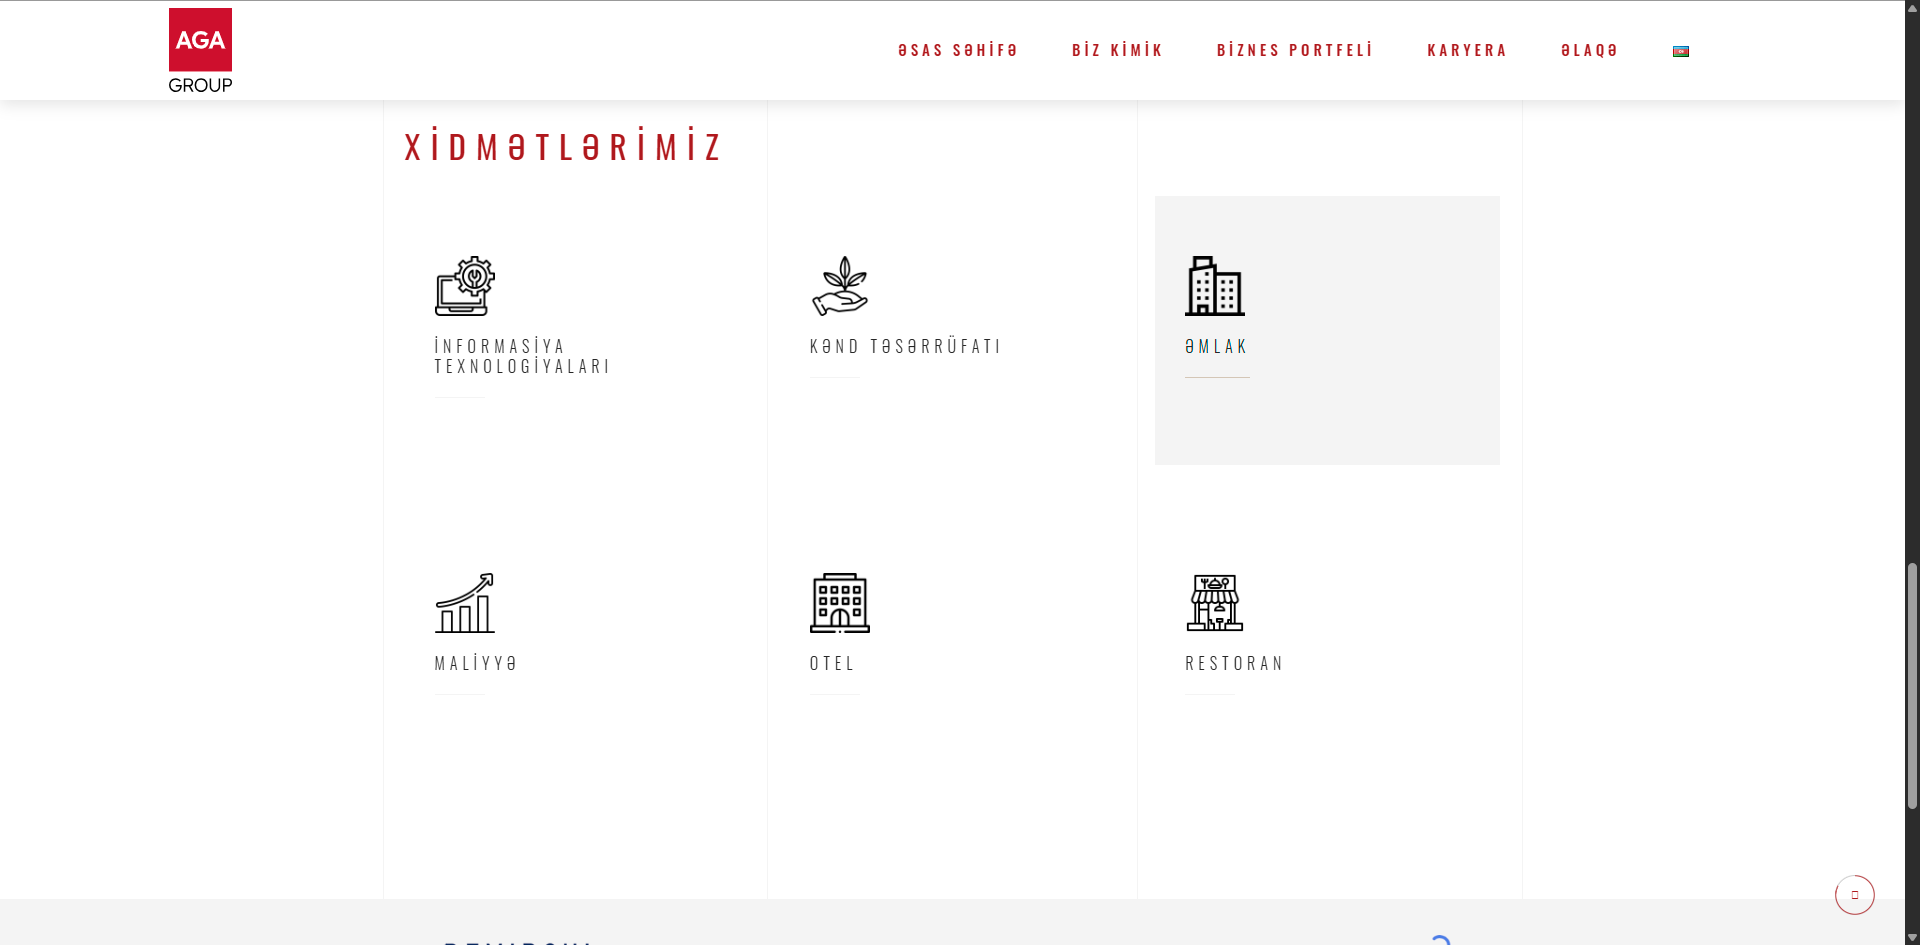 AGA
GROUP
ƏSAS SƏHİFƏ
BİZ KİMİK
BİZNES PORTFELİ
KARYERA
ƏLAQƏ
XİDMƏTLƏRİMİZ
İNFORMASİYA
TEXNOLOGİYALARI
KƏND TƏSƏRRÜFATI
ƏMLAK
MALİYYƏ
OTEL
RESTORAN